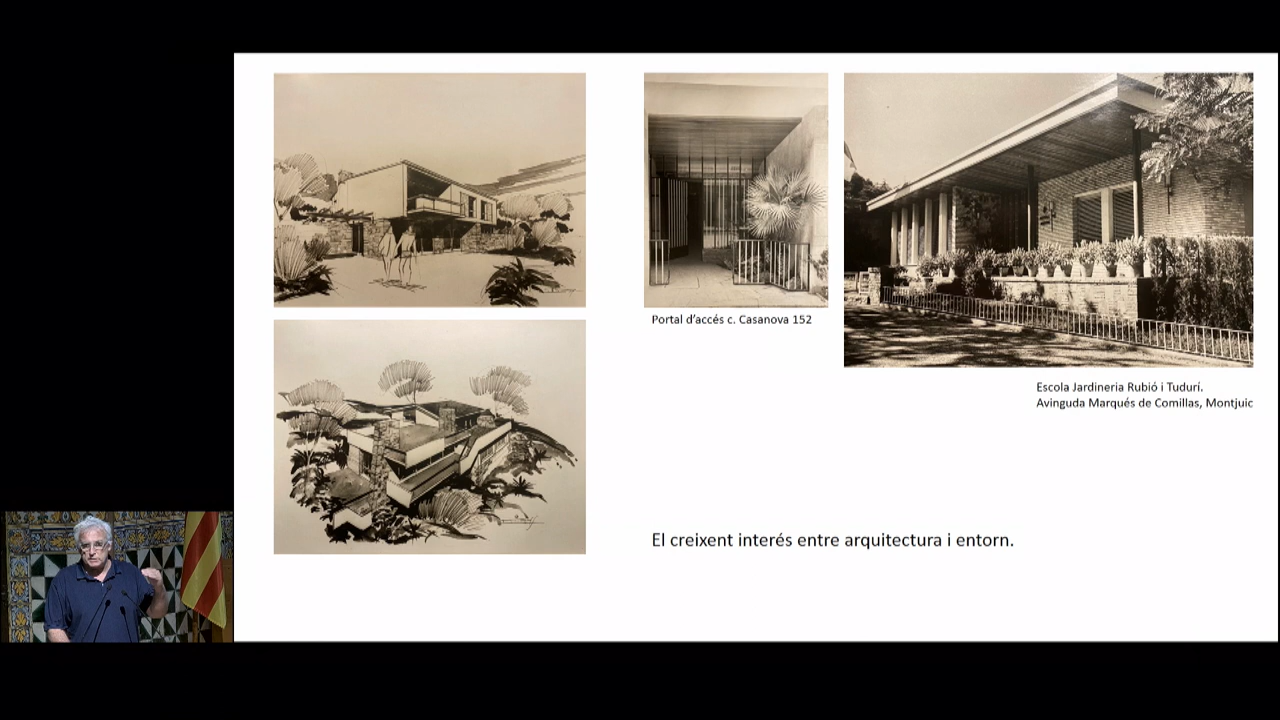 Portal d'accés c. Casanova 152
Escola Jardineria Rubió i Tudurí.
Avinguda Marqués de Comillas, Montjuic
El creixent interés entre arquitectura i entorn.